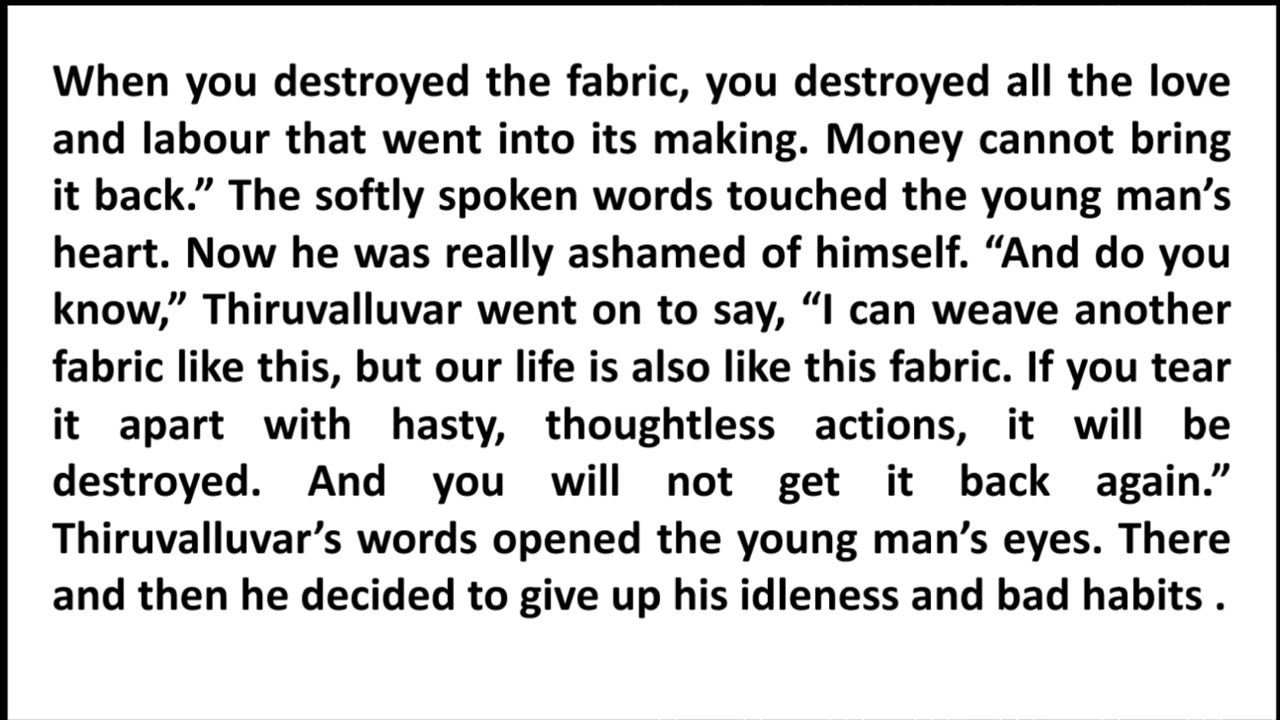 When you destroyed the fabric, you destroyed all the love
and labour that went into its making. Money cannot bring
it back.” The softly spoken words touched the young man’s
heart. Now he was really ashamed of himself. “And do you
know,” Thiruvalluvar went on to say, “I can weave another
fabric like this, but our life is also like this fabric. If you tear
it apart with hasty, thoughtless actions, it will be
destroyed. And you will not get it back again.”
Thiruvalluvar’s words opened the young man’s eyes. There
and then he decided to give up his idleness and bad habits .